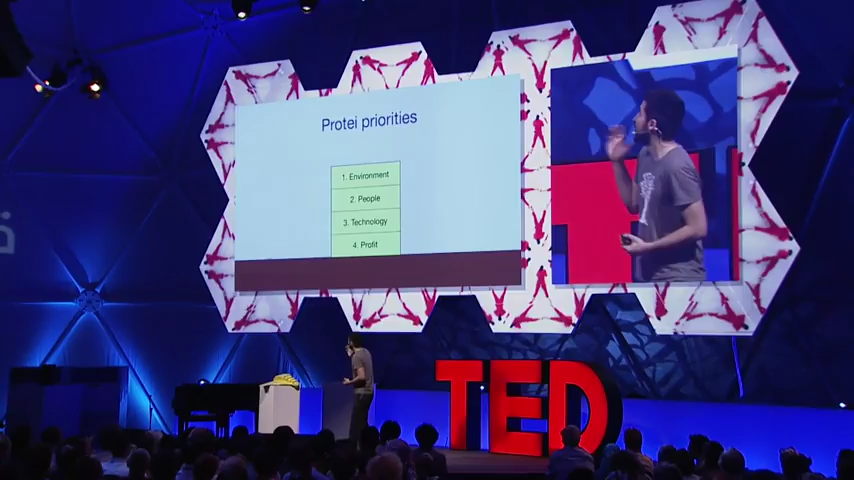 Protei priorities
1. Environment
2. People
3. Technology
4. Profit
TED